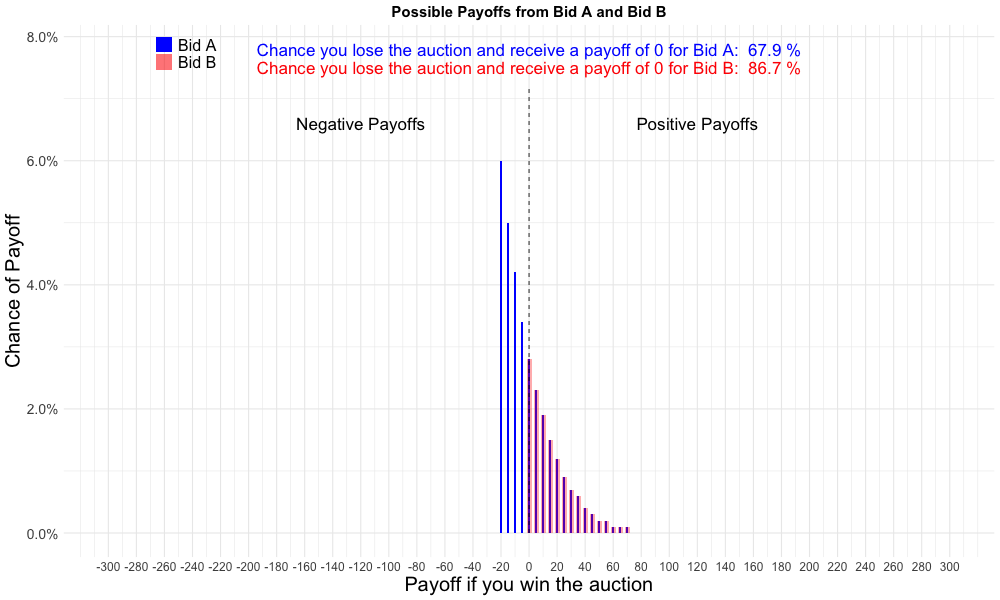 Possible Payoffs from Bid A and Bid B
Bid A
Bid B
Chance you lose the auction and receive a payoff of 0 for Bid A:  67.9 %
Chance you lose the auction and receive a payoff of 0 for Bid B:  86.7 %
Negative Payoffs
Positive Payoffs
Chance of Payoff
8.0%
6.0%
4.0%
2.0%
0.0%
-300 -280 -260 -240 -220 -200 -180 -160 -140 -120 -100 -80 -60 -40 -20 0 20 40 60 80 100 120 140 160 180 200 220 240 260 280 300
Payoff if you win the auction